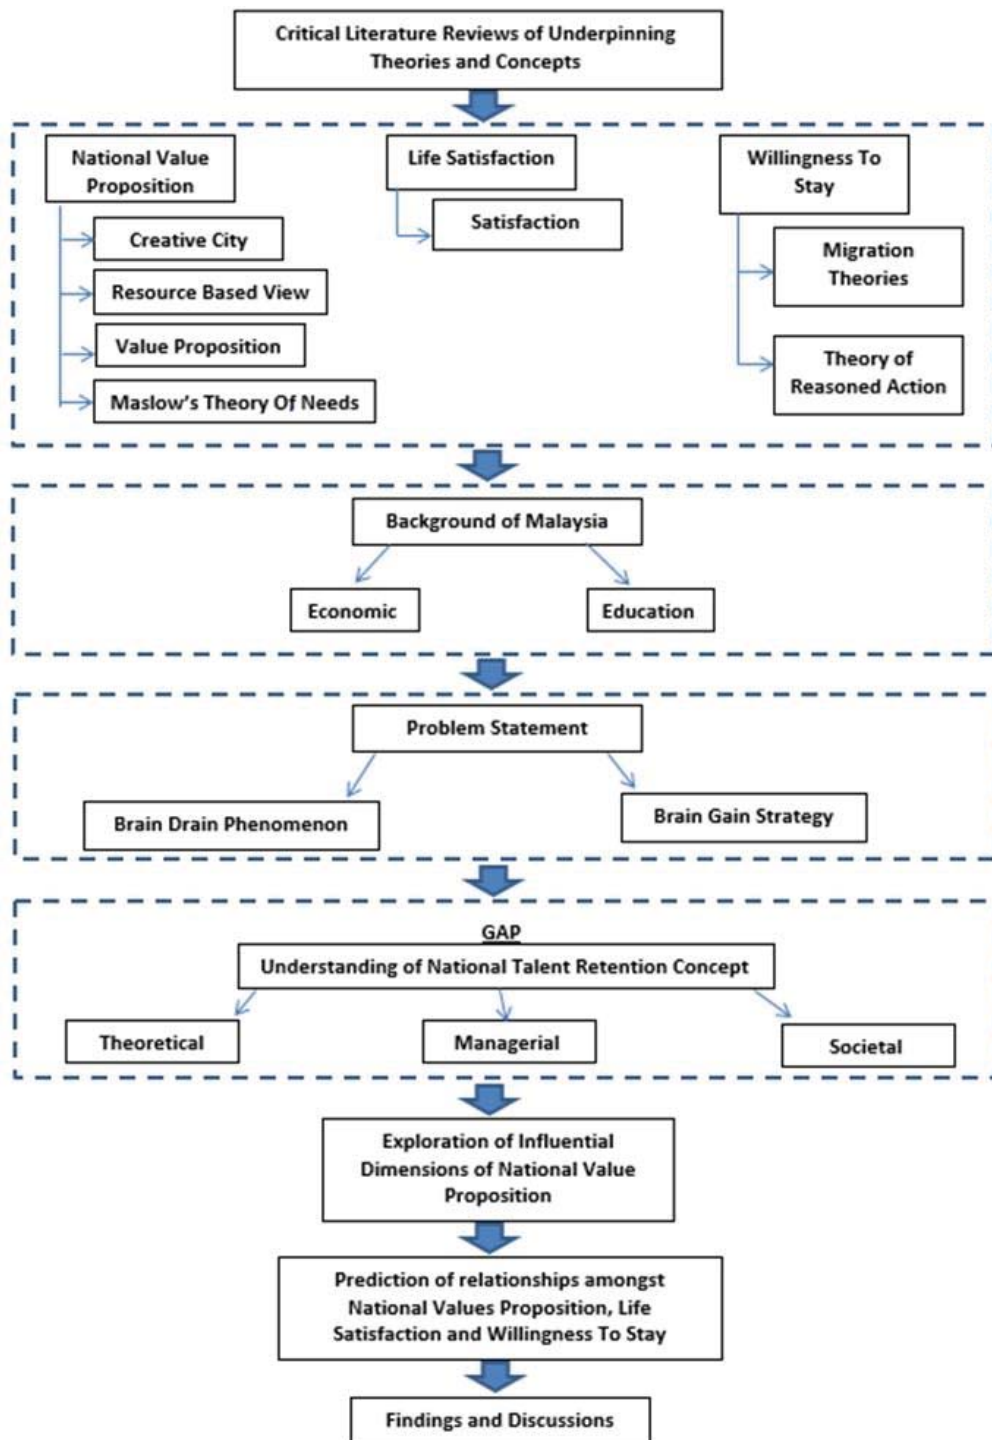 Critical Literature Reviews of Underpinning
Theories and Concepts
National Value
Proposition
Creative City
Resource Based View
Value Proposition
Maslow's Theory Of Needs
Life Satisfaction
Satisfaction
Willingness To
Stay
Migration
Theories
Theory of
Reasoned Action
Background of Malaysia
Economic
Education
Problem Statement
Brain Drain Phenomenon
Brain Gain Strategy
GAP
Understanding of National Talent Retention Concept
Theoretical
Managerial
Societal
Exploration of Influential
Dimensions of National Value
Proposition
Prediction of relationships amongst
National Values Proposition, Life
Satisfaction and Willingness To Stay
Findings and Discussions